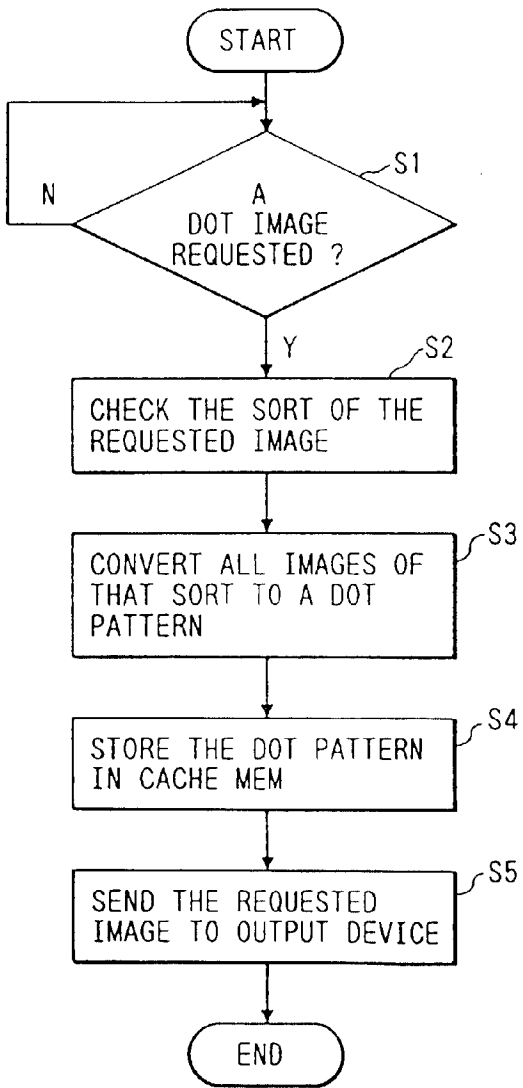 START
S1
N
A
DOT IMAGE
REQUESTED ?
Y
S2
CHECK THE SORT OF THE
REQUESTED IMAGE
S3
CONVERT ALL IMAGES OF
THAT SORT TO A DOT
PATTERN
S4
STORE THE DOT PATTERN
IN CACHE MEM
S5
SEND THE REQUESTED
IMAGE TO OUTPUT DEVICE
END